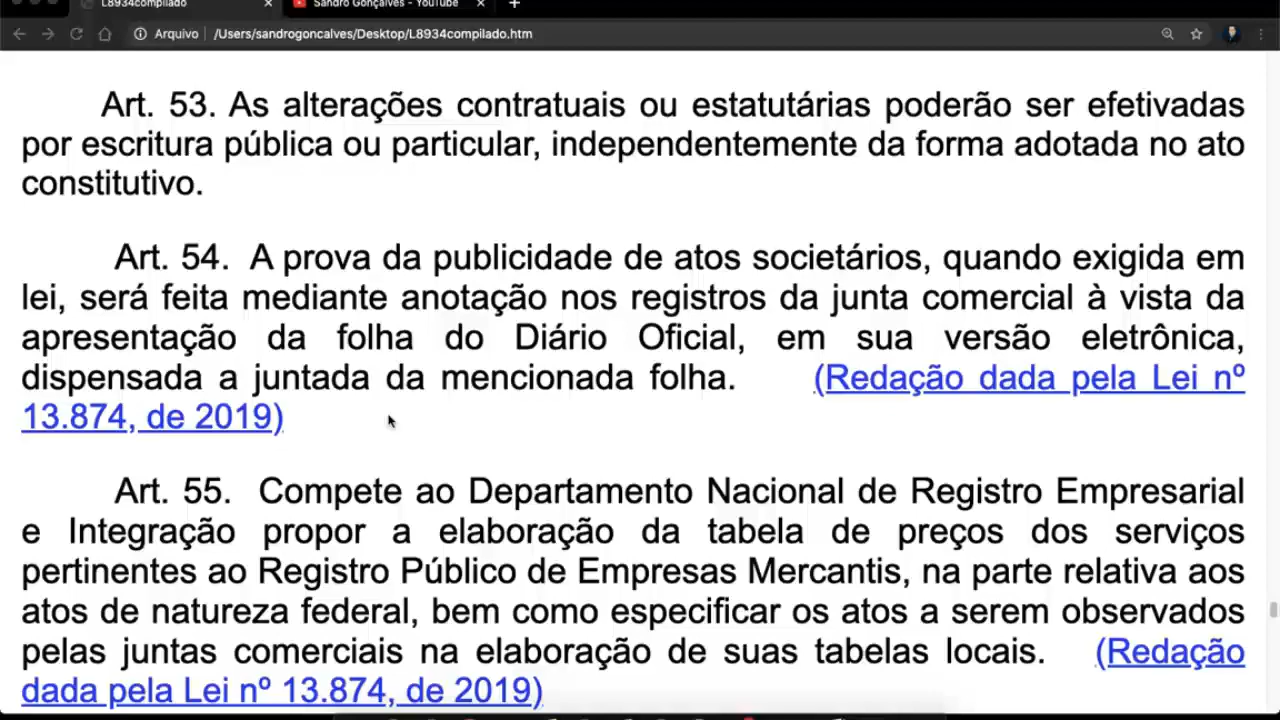 L8934compilado
Sandro Gonçalves - YouTube
Arquivo /Users/sandrogoncalves/Desktop/L8934compilado.htm
Art. 53. As alterações contratuais ou estatutárias poderão ser efetivadas
por escritura pública ou particular, independentemente da forma adotada no ato
constitutivo.
Art. 54. A prova da publicidade de atos societários, quando exigida em
lei, será feita mediante anotação nos registros da junta comercial à vista da
apresentação da folha do Diário Oficial, em sua versão eletrônica,
dispensada a juntada da mencionada folha. (Redação dada pela Lei nº
13.874, de 2019)
Art. 55. Compete ao Departamento Nacional de Registro Empresarial
e Integração propor a elaboração da tabela de preços dos serviços
pertinentes ao Registro Público de Empresas Mercantis, na parte relativa aos
atos de natureza federal, bem como especificar os atos a serem observados
pelas juntas comerciais na elaboração de suas tabelas locais. (Redação
dada pela Lei nº 13.874, de 2019)